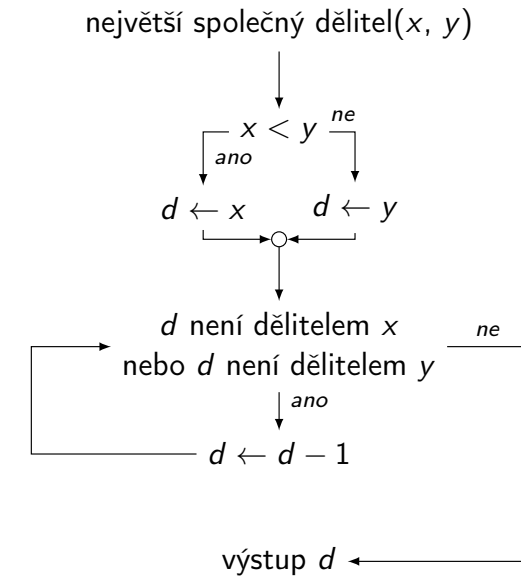 největší společný dělitel(x, y)
x < y
ne
ano
d ← x
d ← y
d není dělitelem x
nebo d není dělitelem y
ne
ano
d ← d − 1
výstup d